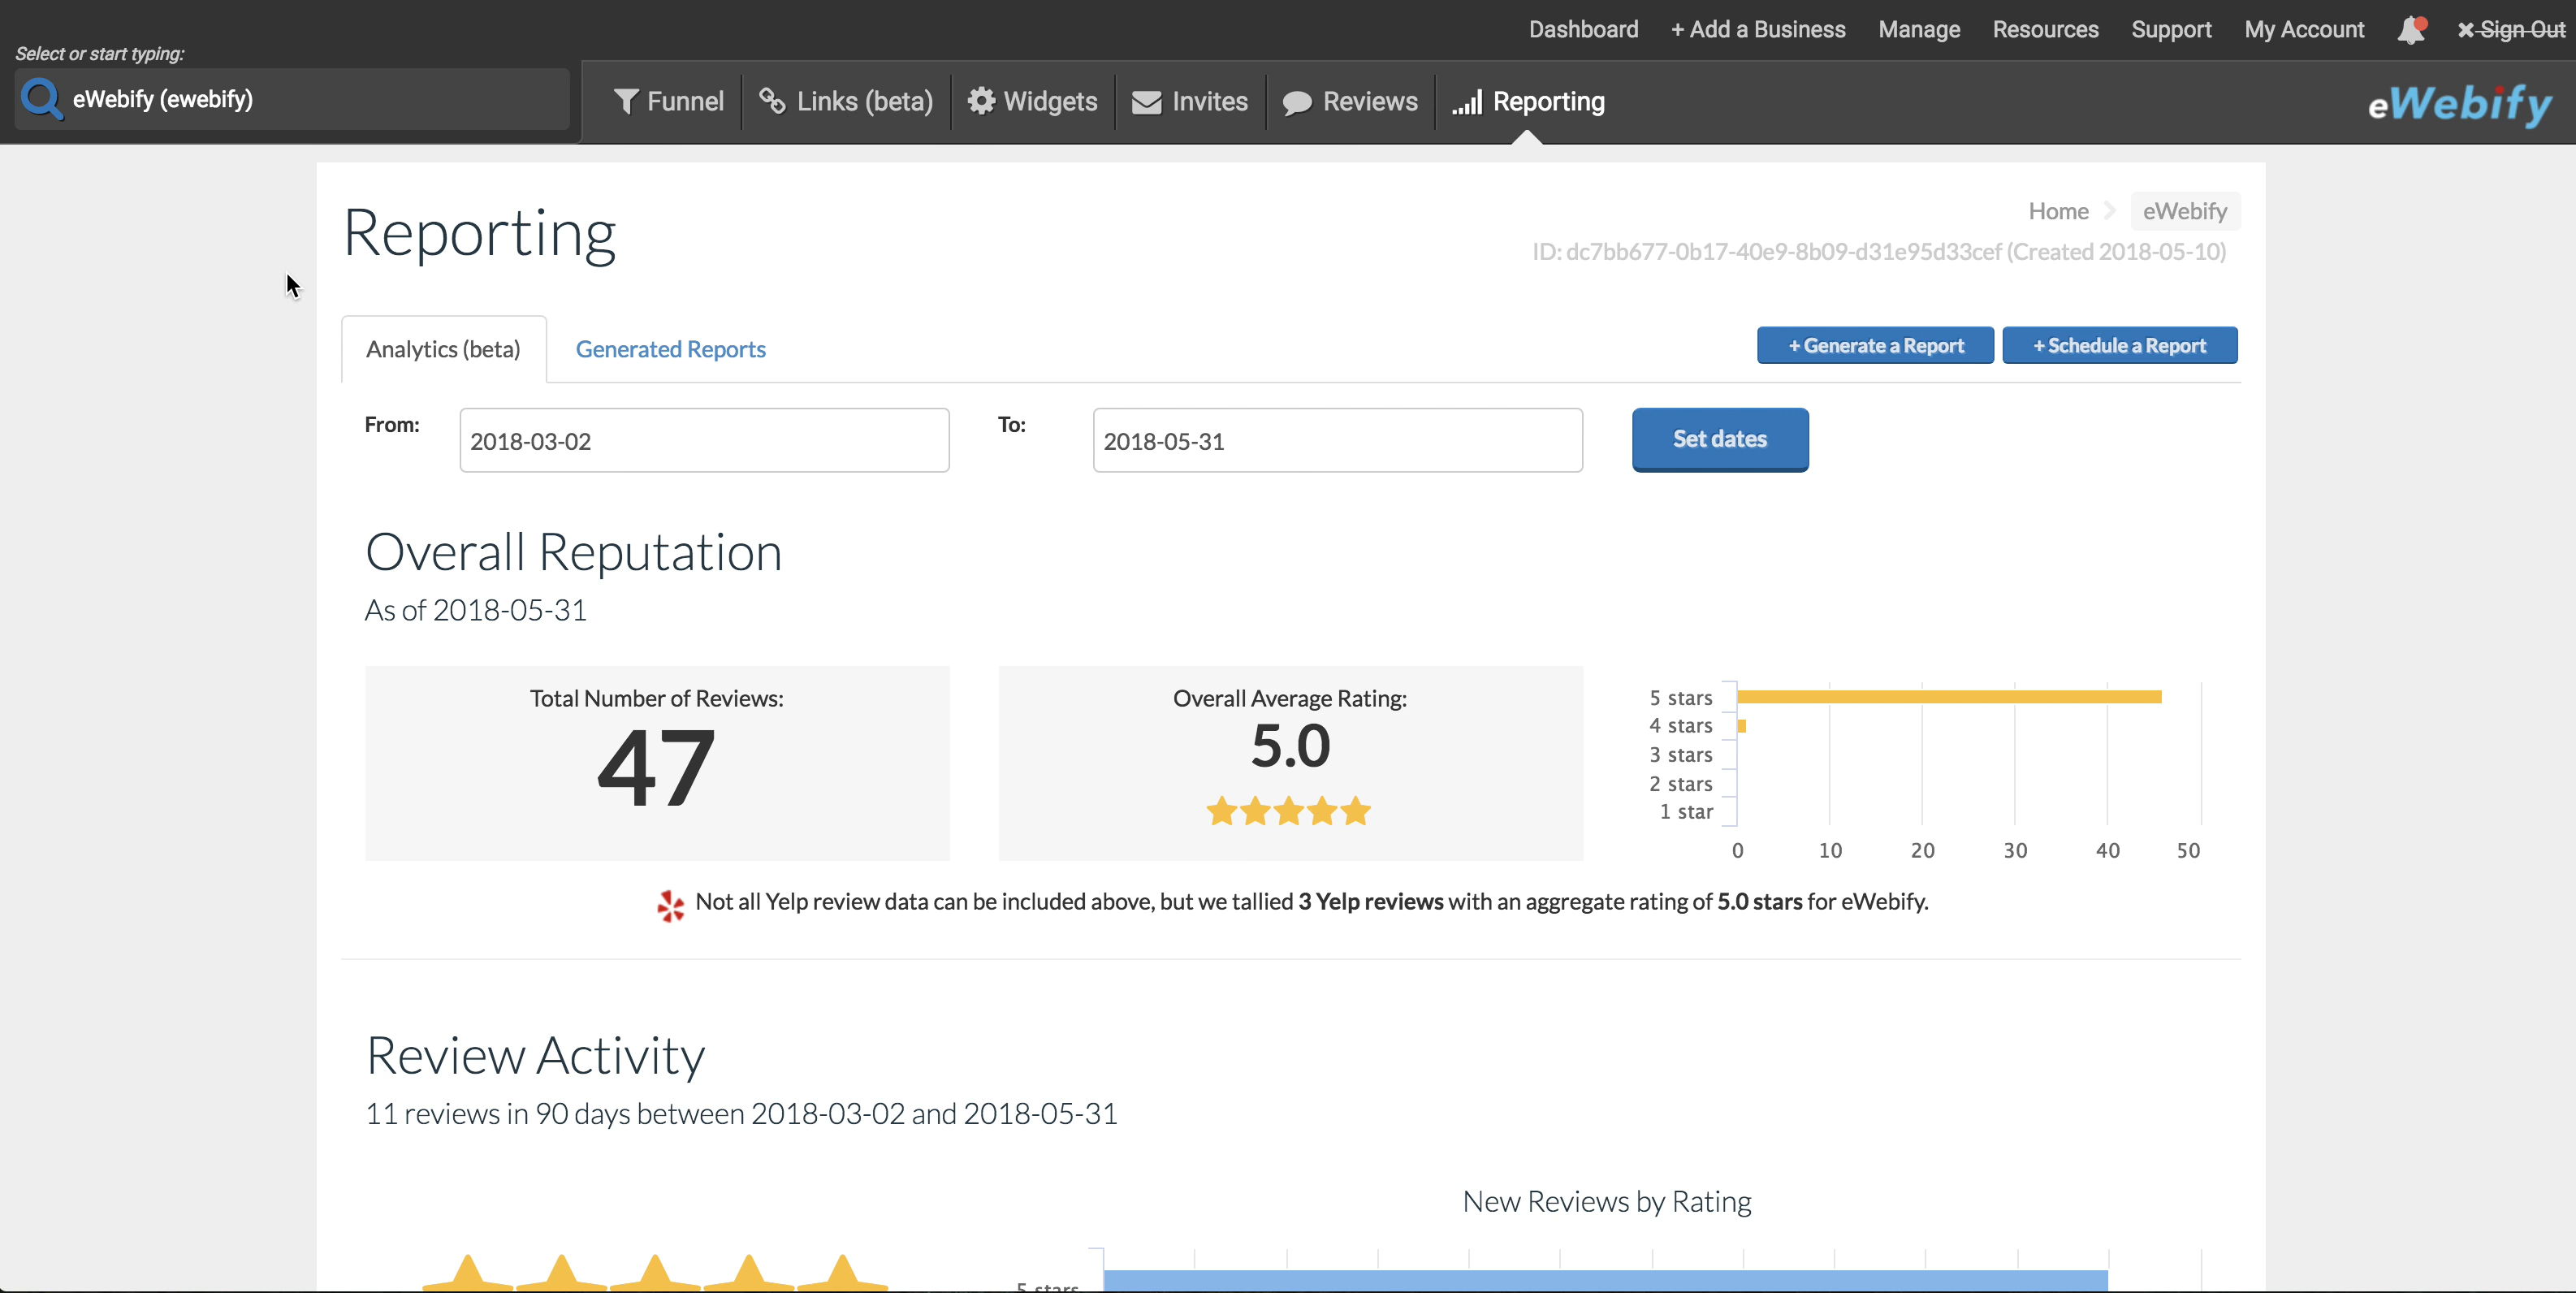 Dashboard + Add a Business Manage Resources Support My Account Sign Out
Select or start typing:
eWebify (ewebify)
Funnel Links (beta) Widgets Invites Reviews Reporting
eWebify
Reporting
Home eWebify
ID: dc7bb677-0b17-40e9-8b09-d31e95d33cef (Created 2018-05-10)
Analytics (beta) Generated Reports
+ Generate a Report + Schedule a Report
From: 2018-03-02 To: 2018-05-31 Set dates
Overall Reputation
As of 2018-05-31
Total Number of Reviews:
47
Overall Average Rating:
5.0
5 stars
4 stars
3 stars
2 stars
1 star
0 10 20 30 40 50
Not all Yelp review data can be included above, but we tallied 3 Yelp reviews with an aggregate rating of 5.0 stars for eWebify.
Review Activity
11 reviews in 90 days between 2018-03-02 and 2018-05-31
New Reviews by Rating
5 stars